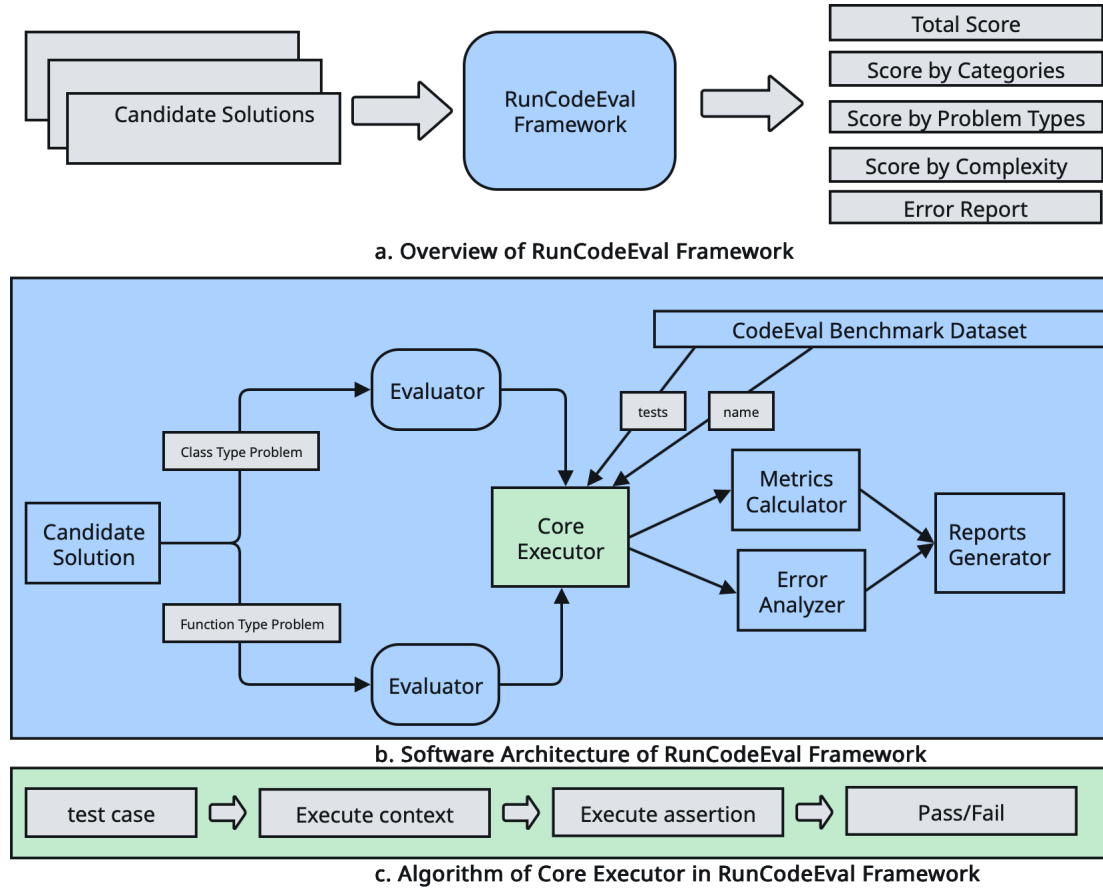 Candidate Solutions
RunCodeEval
Framework
Total Score
Score by Categories
Score by Problem Types
Score by Complexity
Error Report
a. Overview of RunCodeEval Framework
CodeEval Benchmark Dataset
tests
name
Evaluator
Class Type Problem
Candidate
Solution
Function Type Problem
Evaluator
Core
Executor
Metrics
Calculator
Error
Analyzer
Reports
Generator
b. Software Architecture of RunCodeEval Framework
test case
Execute context
Execute assertion
Pass/Fail
c. Algorithm of Core Executor in RunCodeEval Framework